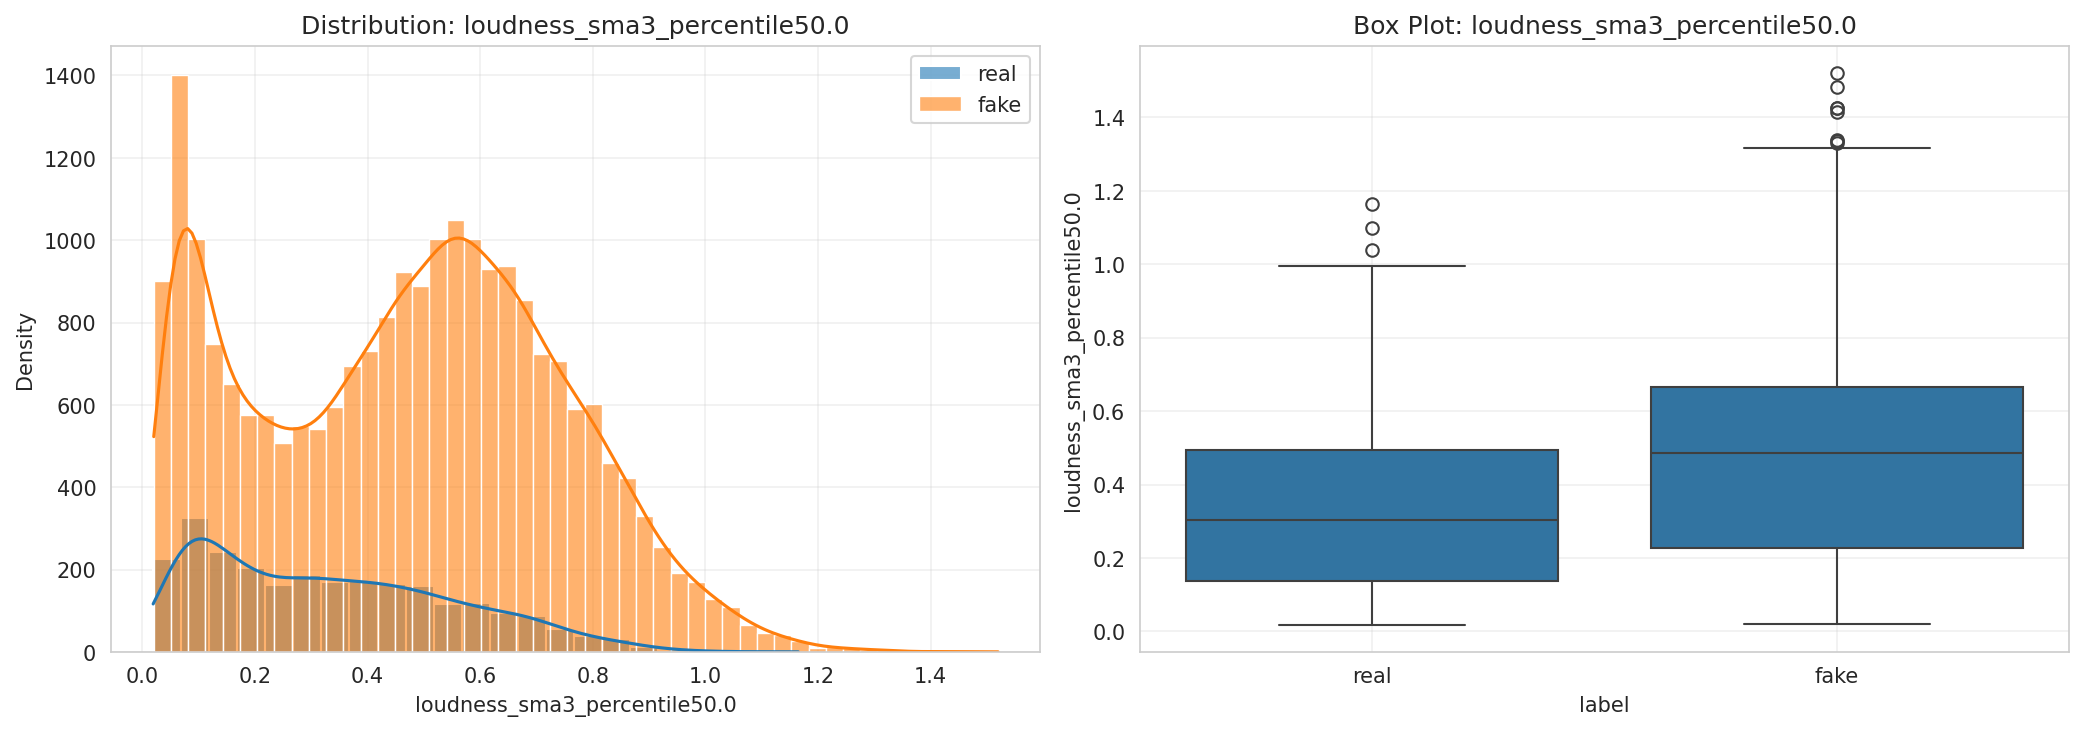 Distribution: loudness_sma3_percentile50.0
real
fake
Density
1400
1200
1000
800
600
400
200
0
0.0 0.2 0.4 0.6 0.8 1.0 1.2 1.4
loudness_sma3_percentile50.0
Box Plot: loudness_sma3_percentile50.0
loudness_sma3_percentile50.0
1.4
1.2
1.0
0.8
0.6
0.4
0.2
0.0
real fake
label